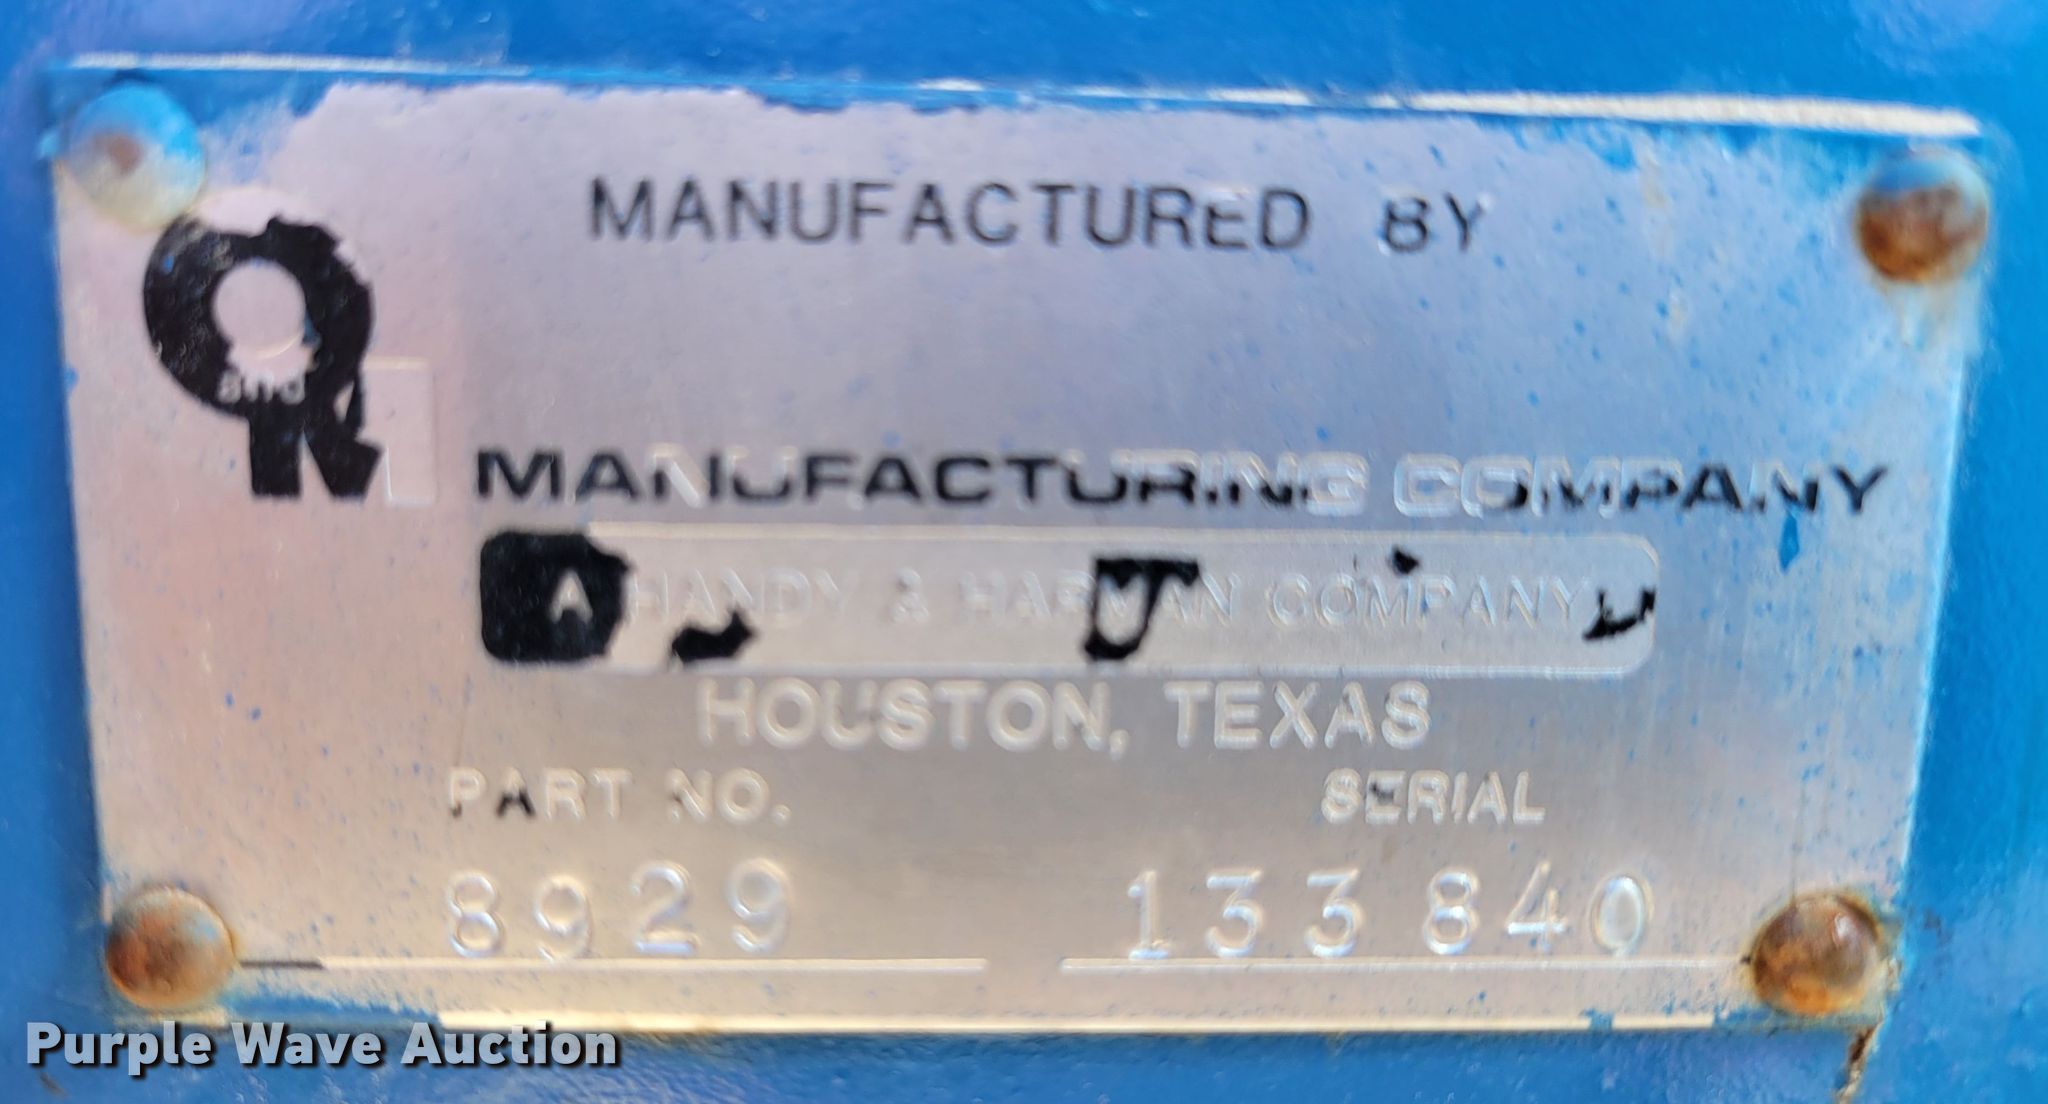 MANUFACTURED BY
O and M
MANUFACTURING COMPANY
A HANDY & HARMAN COMPANY
HOUSTON, TEXAS
PART NO. SERIAL
8929 133840
Purple Wave Auction